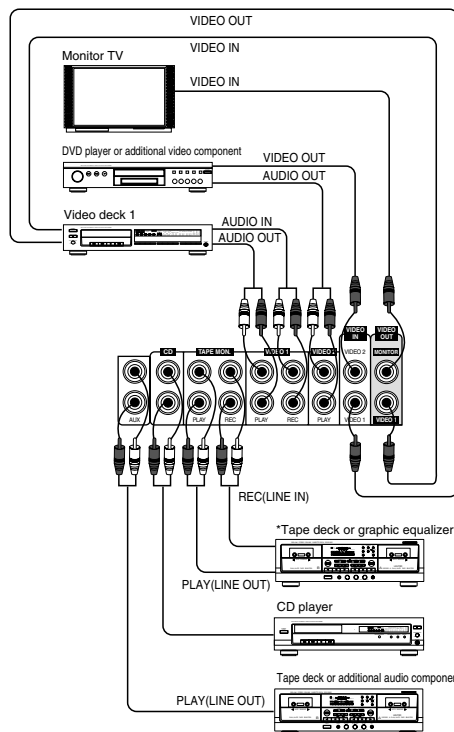 VIDEO OUT
VIDEO IN
Monitor TV
VIDEO IN
DVD player or additional video component
VIDEO OUT
AUDIO OUT
Video deck 1
AUDIO IN
AUDIO OUT
VIDEO IN
VIDEO OUT
CD
TAPE MON.
VIDEO 1
VIDEO 2
VIDEO 2
MONITOR
AUX
PLAY
REC
PLAY
REC
PLAY
VIDEO 1
VIDEO 1
REC(LINE IN)
*Tape deck or graphic equalizer
PLAY(LINE OUT)
CD player
Tape deck or additional audio componen
PLAY(LINE OUT)